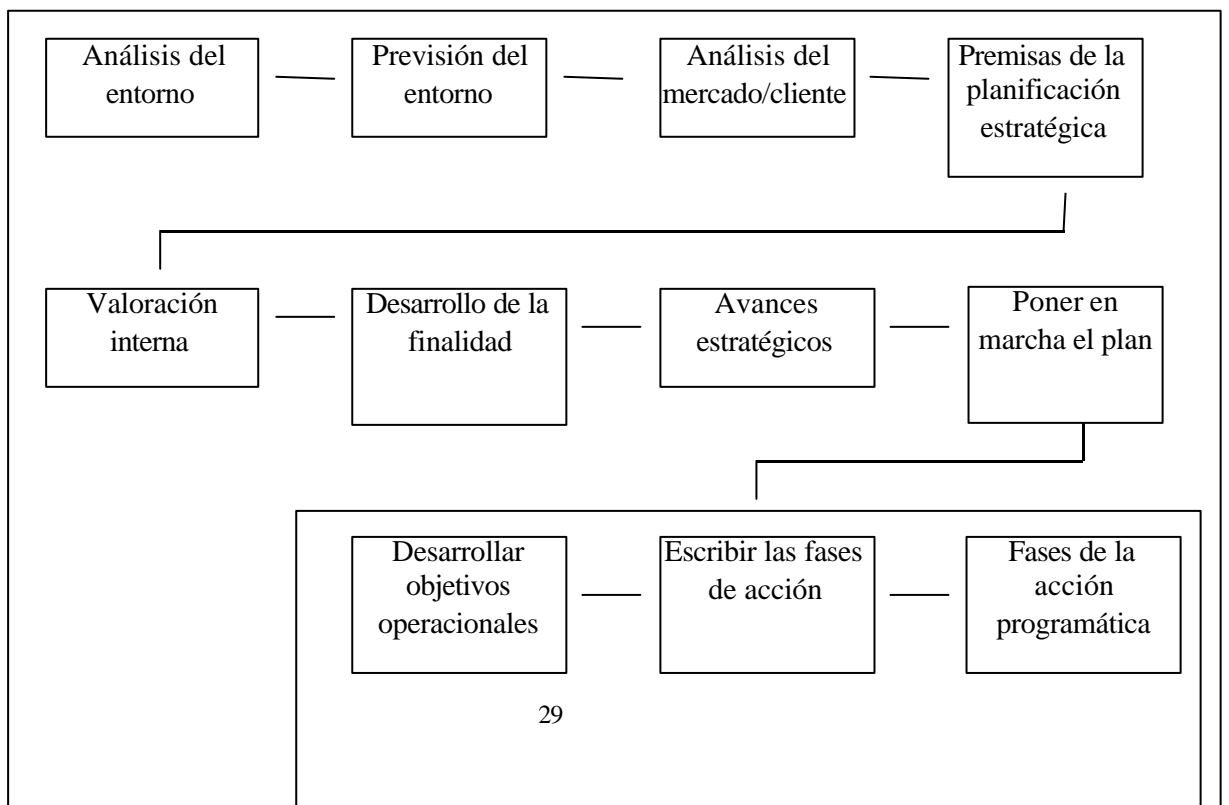 Análisis del
entorno
Previsión del
entorno
Análisis del
mercado/cliente
Premisas de la
planificación
estratégica
Valoración
interna
Desarrollo de la
finalidad
Avances
estratégicos
Poner en
marcha el plan
Desarrollar
objetivos
operacionales
Escribir las fases
de acción
Fases de la
acción
programática
29